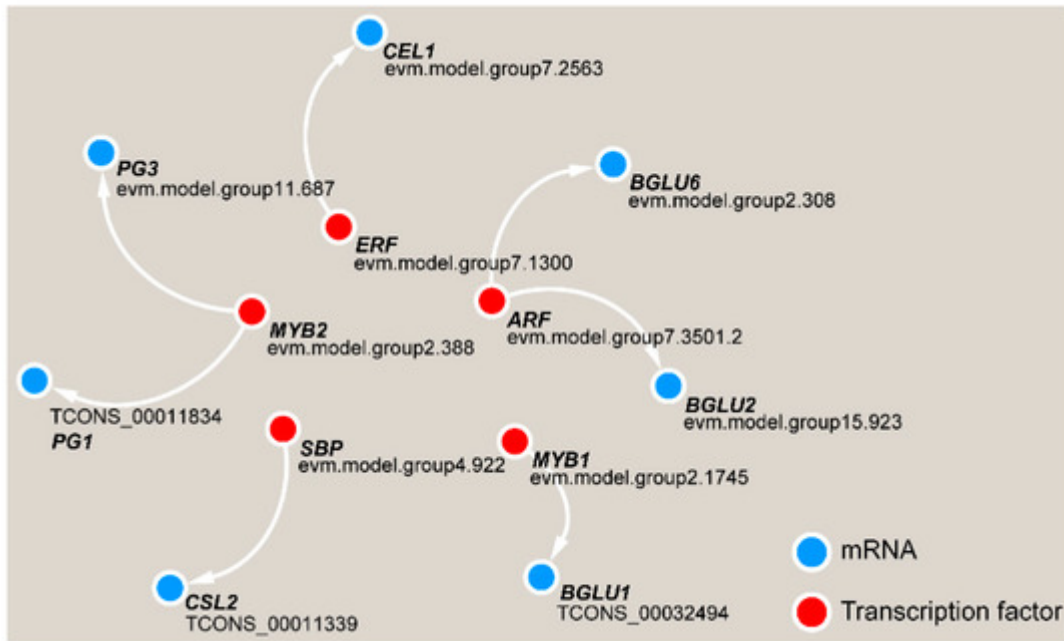 CEL1
evm.model.group7.2563
PG3
evm.model.group11.687
BGLU6
evm.model.group2.308
ERF
evm.model.group7.1300
ARF
evm.model.group7.3501.2
MYB2
evm.model.group2.388
BGLU2
evm.model.group15.923
TCONS_00011834
PG1
SBP
evm.model.group4.922
MYB1
evm.model.group2.1745
mRNA
BGLU1
TCONS_00032494
CSL2
TCONS_00011339
Transcription factor